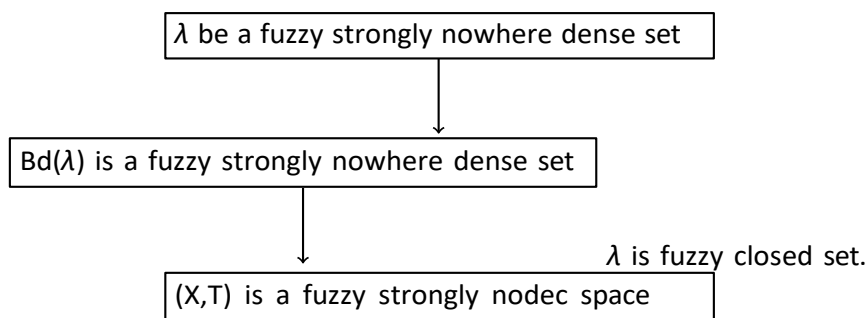 λ be a fuzzy strongly nowhere dense set
Bd(λ) is a fuzzy strongly nowhere dense set
λ is fuzzy closed set.
(X,T) is a fuzzy strongly nodec space